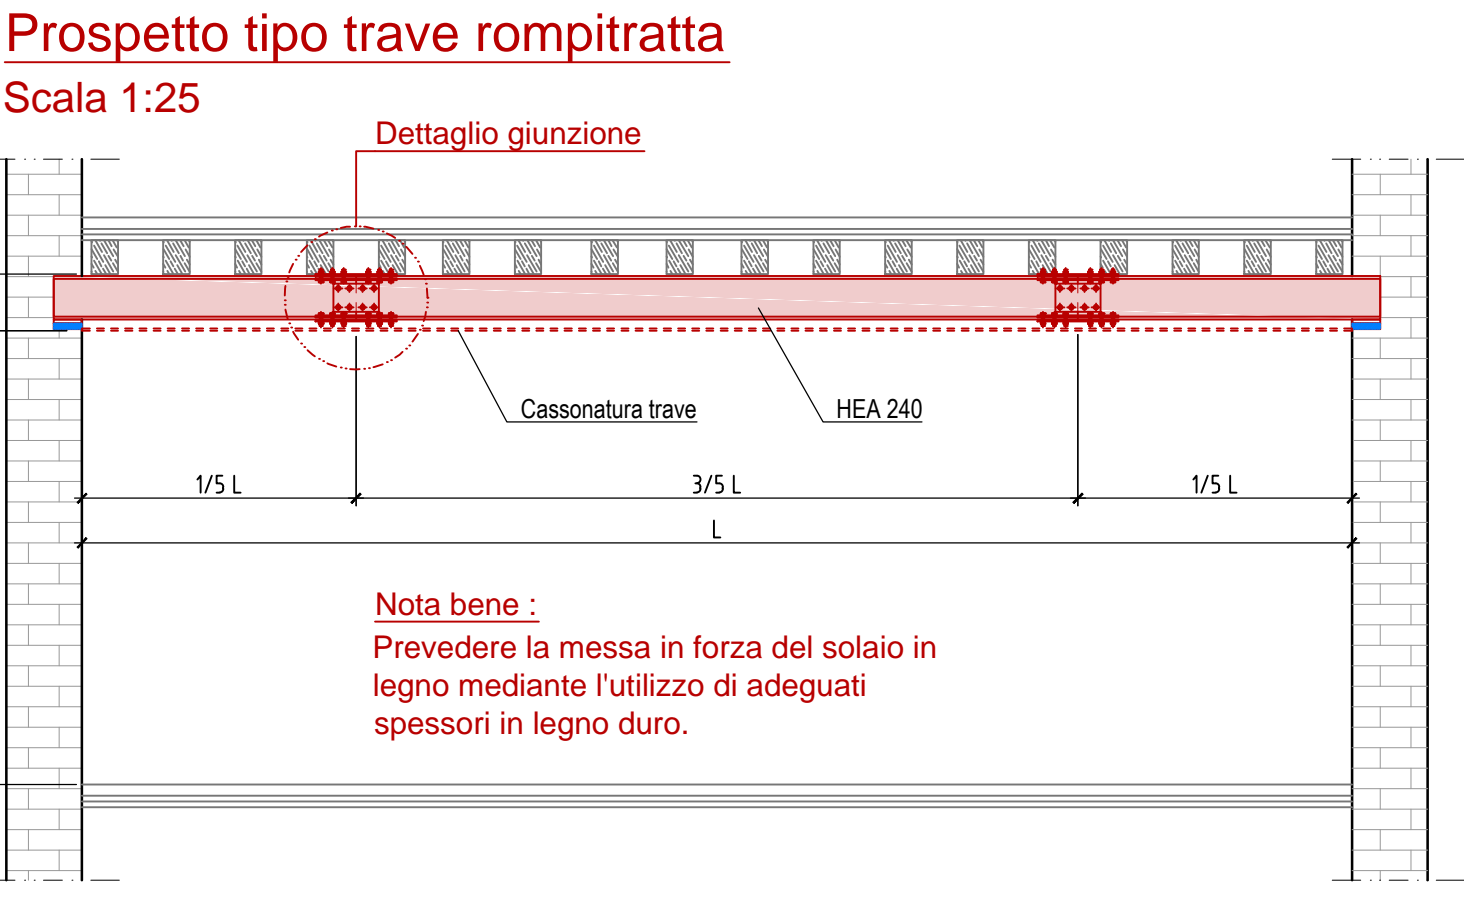 Prospetto tipo trave rompitratta
Scala 1:25
Dettaglio giunzione
Cassonatura trave
HEA 240
1/5 L
3/5 L
1/5 L
L
Nota bene :
Prevedere la messa in forza del solaio in
legno mediante l'utilizzo di adeguati
spessori in legno duro.